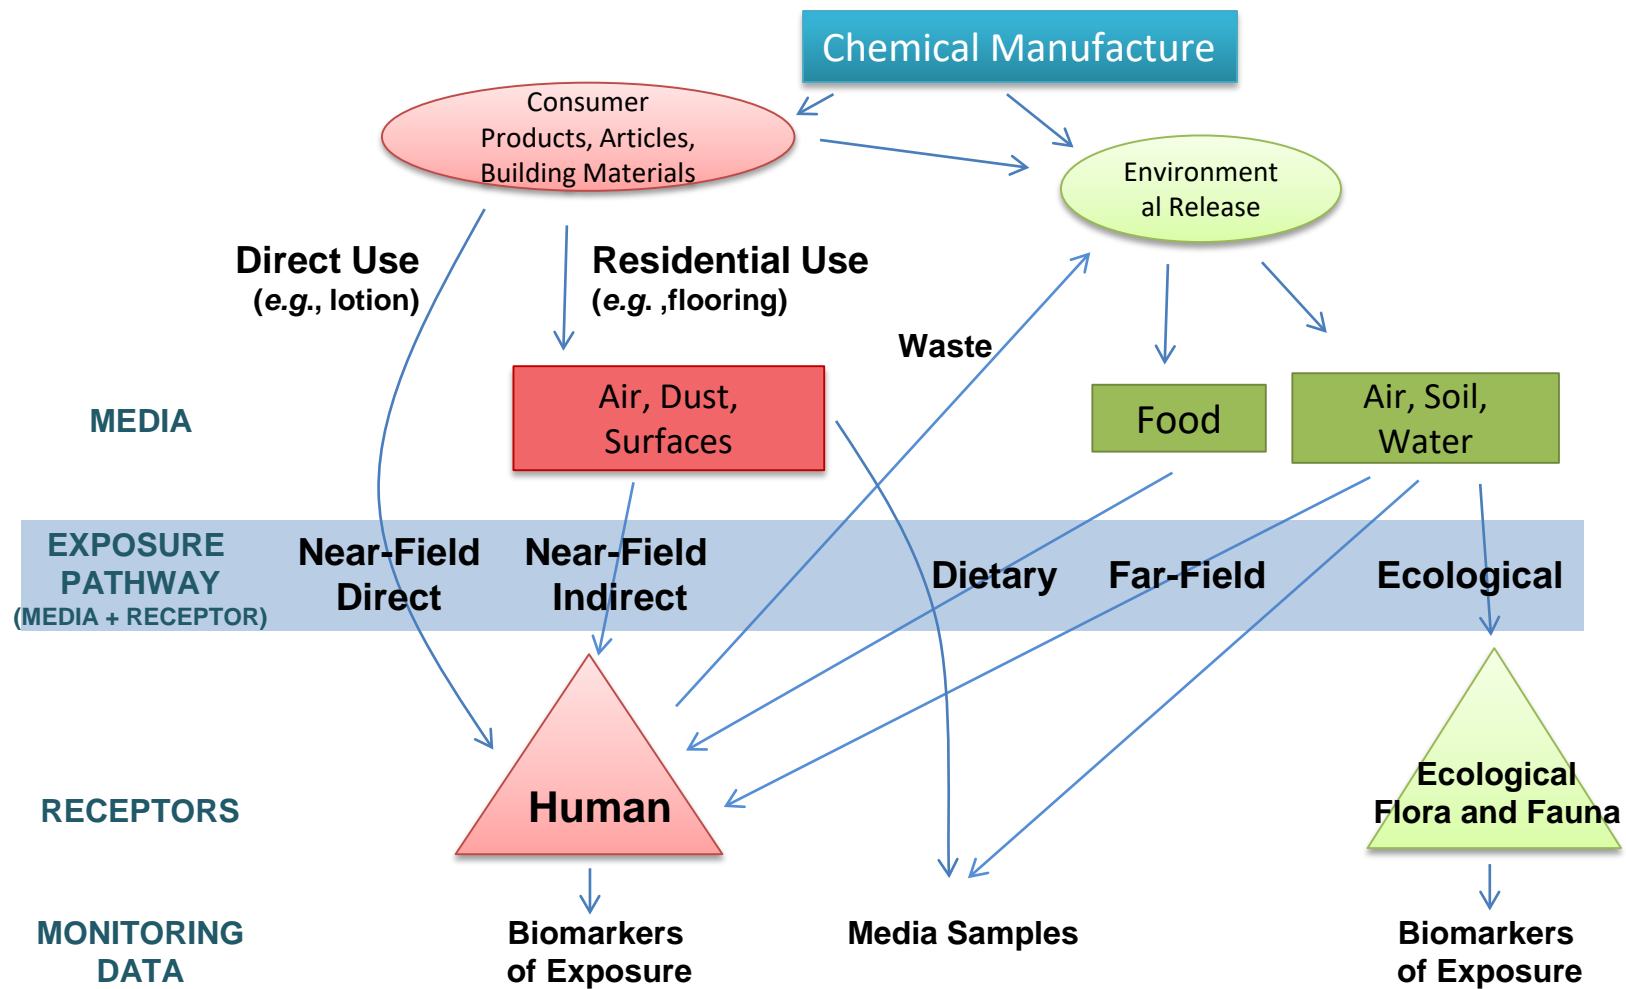 Chemical Manufacture
Consumer
Products, Articles,
Building Materials
Environment
al Release
Direct Use
(e.g., lotion)
Residential Use
(e.g. ,flooring)
Waste
MEDIA
Air, Dust,
Surfaces
Food
Air, Soil,
Water
EXPOSURE
PATHWAY
(MEDIA + RECEPTOR)
Near-Field
Direct
Near-Field
Indirect
Dietary
Far-Field
Ecological
RECEPTORS
Human
Ecological
Flora and Fauna
MONITORING
DATA
Biomarkers
of Exposure
Media Samples
Biomarkers
of Exposure